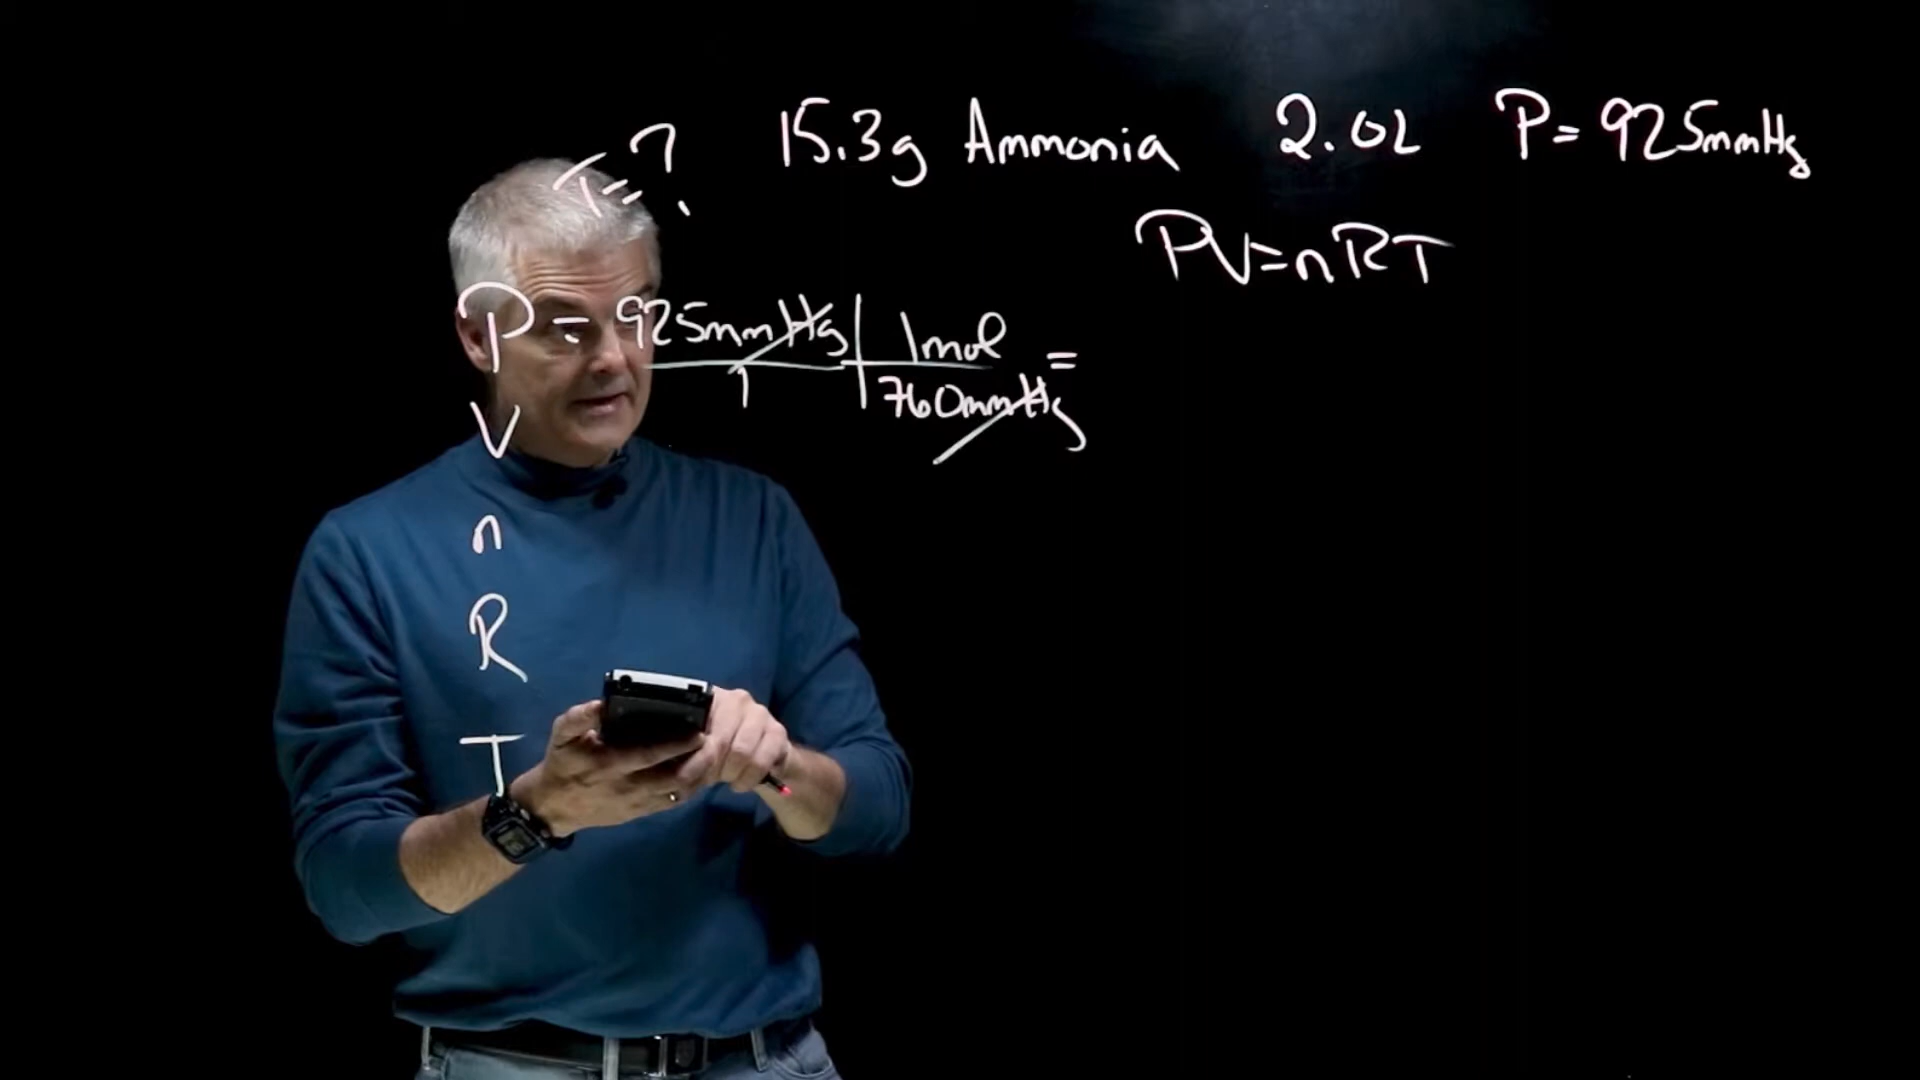 T=? 15.3g Ammonia 2.0L P=925mmHg
PV=nRT
P=925mmHg | 1mol =
1 | 760mmHg
V
n
R
T